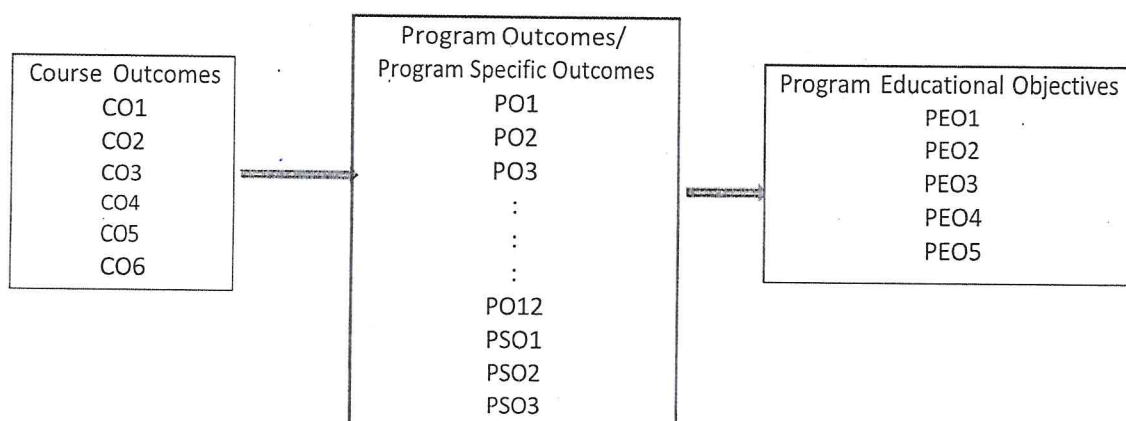 Course Outcomes
CO1
CO2
CO3
CO4
CO5
CO6
Program Outcomes/
Program Specific Outcomes
PO1
PO2
PO3
:
:
:
PO12
PSO1
PSO2
PSO3
Program Educational Objectives
PEO1
PEO2
PEO3
PEO4
PEO5